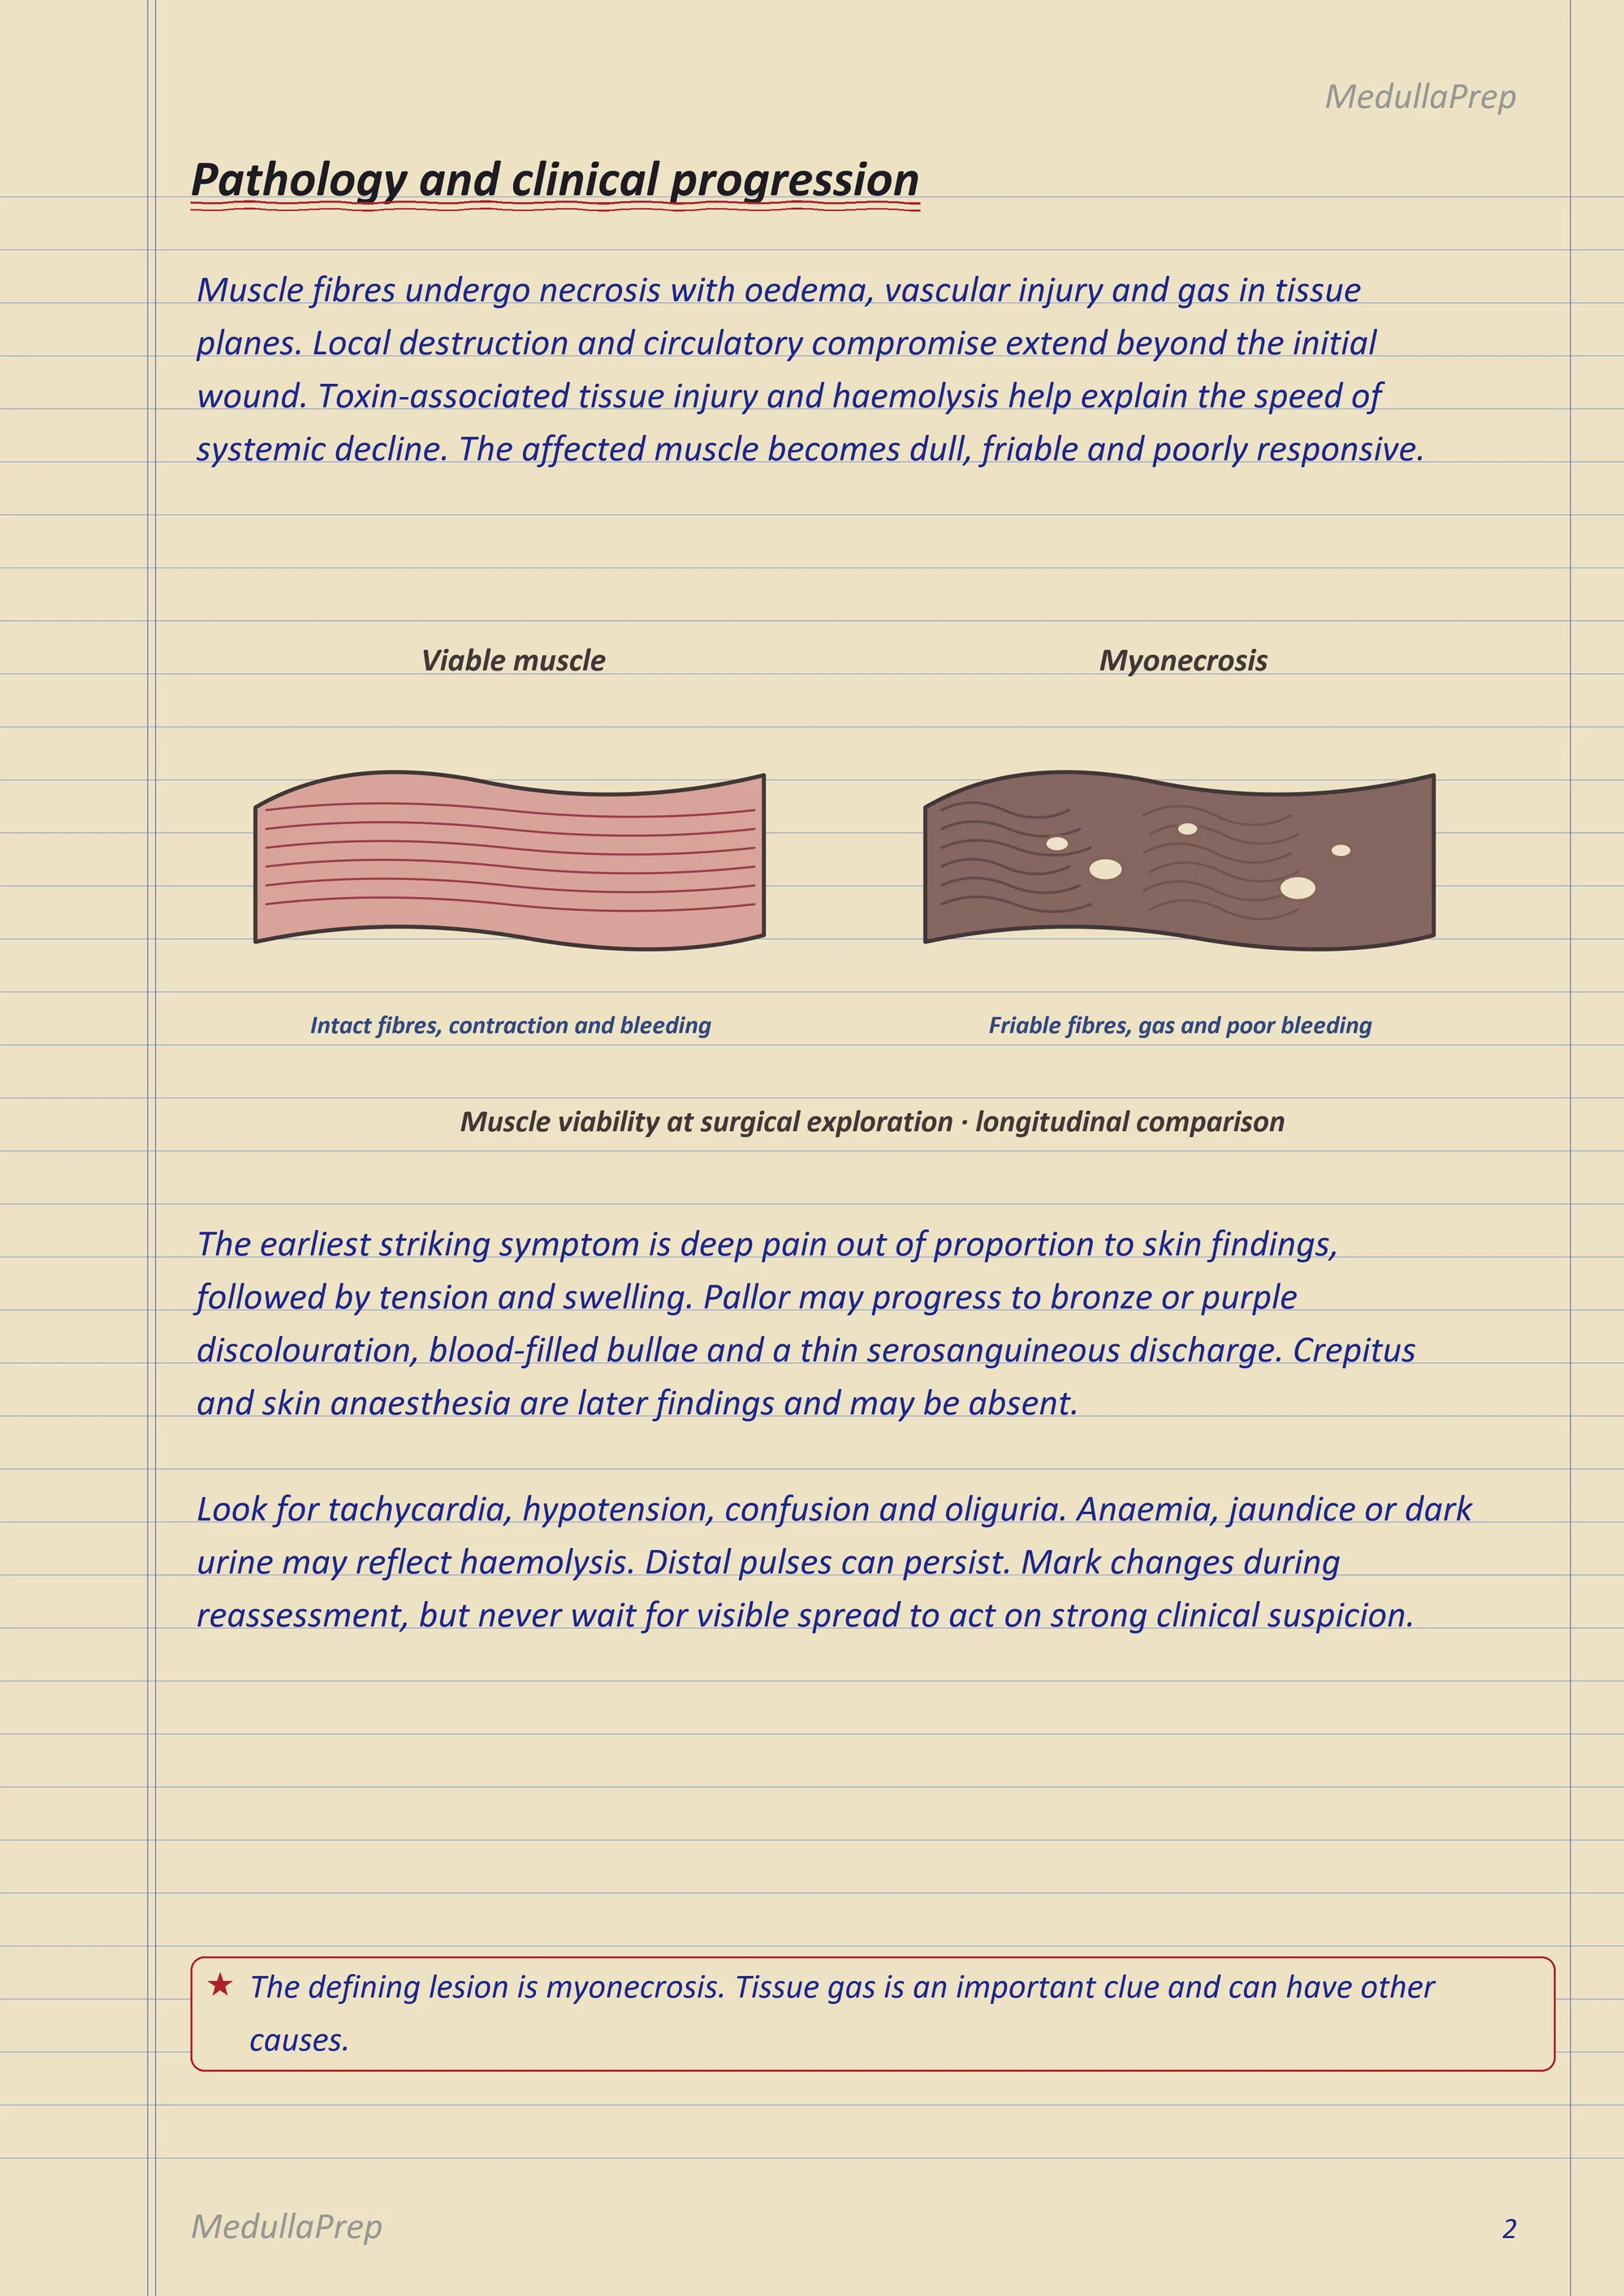 MedullaPrep
Pathology and clinical progression
Muscle fibres undergo necrosis with oedema, vascular injury and gas in tissue
planes. Local destruction and circulatory compromise extend beyond the initial
wound. Toxin-associated tissue injury and haemolysis help explain the speed of
systemic decline. The affected muscle becomes dull, friable and poorly responsive.
Viable muscle
Myonecrosis
Intact fibres, contraction and bleeding
Friable fibres, gas and poor bleeding
Muscle viability at surgical exploration · longitudinal comparison
The earliest striking symptom is deep pain out of proportion to skin findings,
followed by tension and swelling. Pallor may progress to bronze or purple
discolouration, blood-filled bullae and a thin serosanguineous discharge. Crepitus
and skin anaesthesia are later findings and may be absent.
Look for tachycardia, hypotension, confusion and oliguria. Anaemia, jaundice or dark
urine may reflect haemolysis. Distal pulses can persist. Mark changes during
reassessment, but never wait for visible spread to act on strong clinical suspicion.
★ The defining lesion is myonecrosis. Tissue gas is an important clue and can have other
causes.
MedullaPrep
2